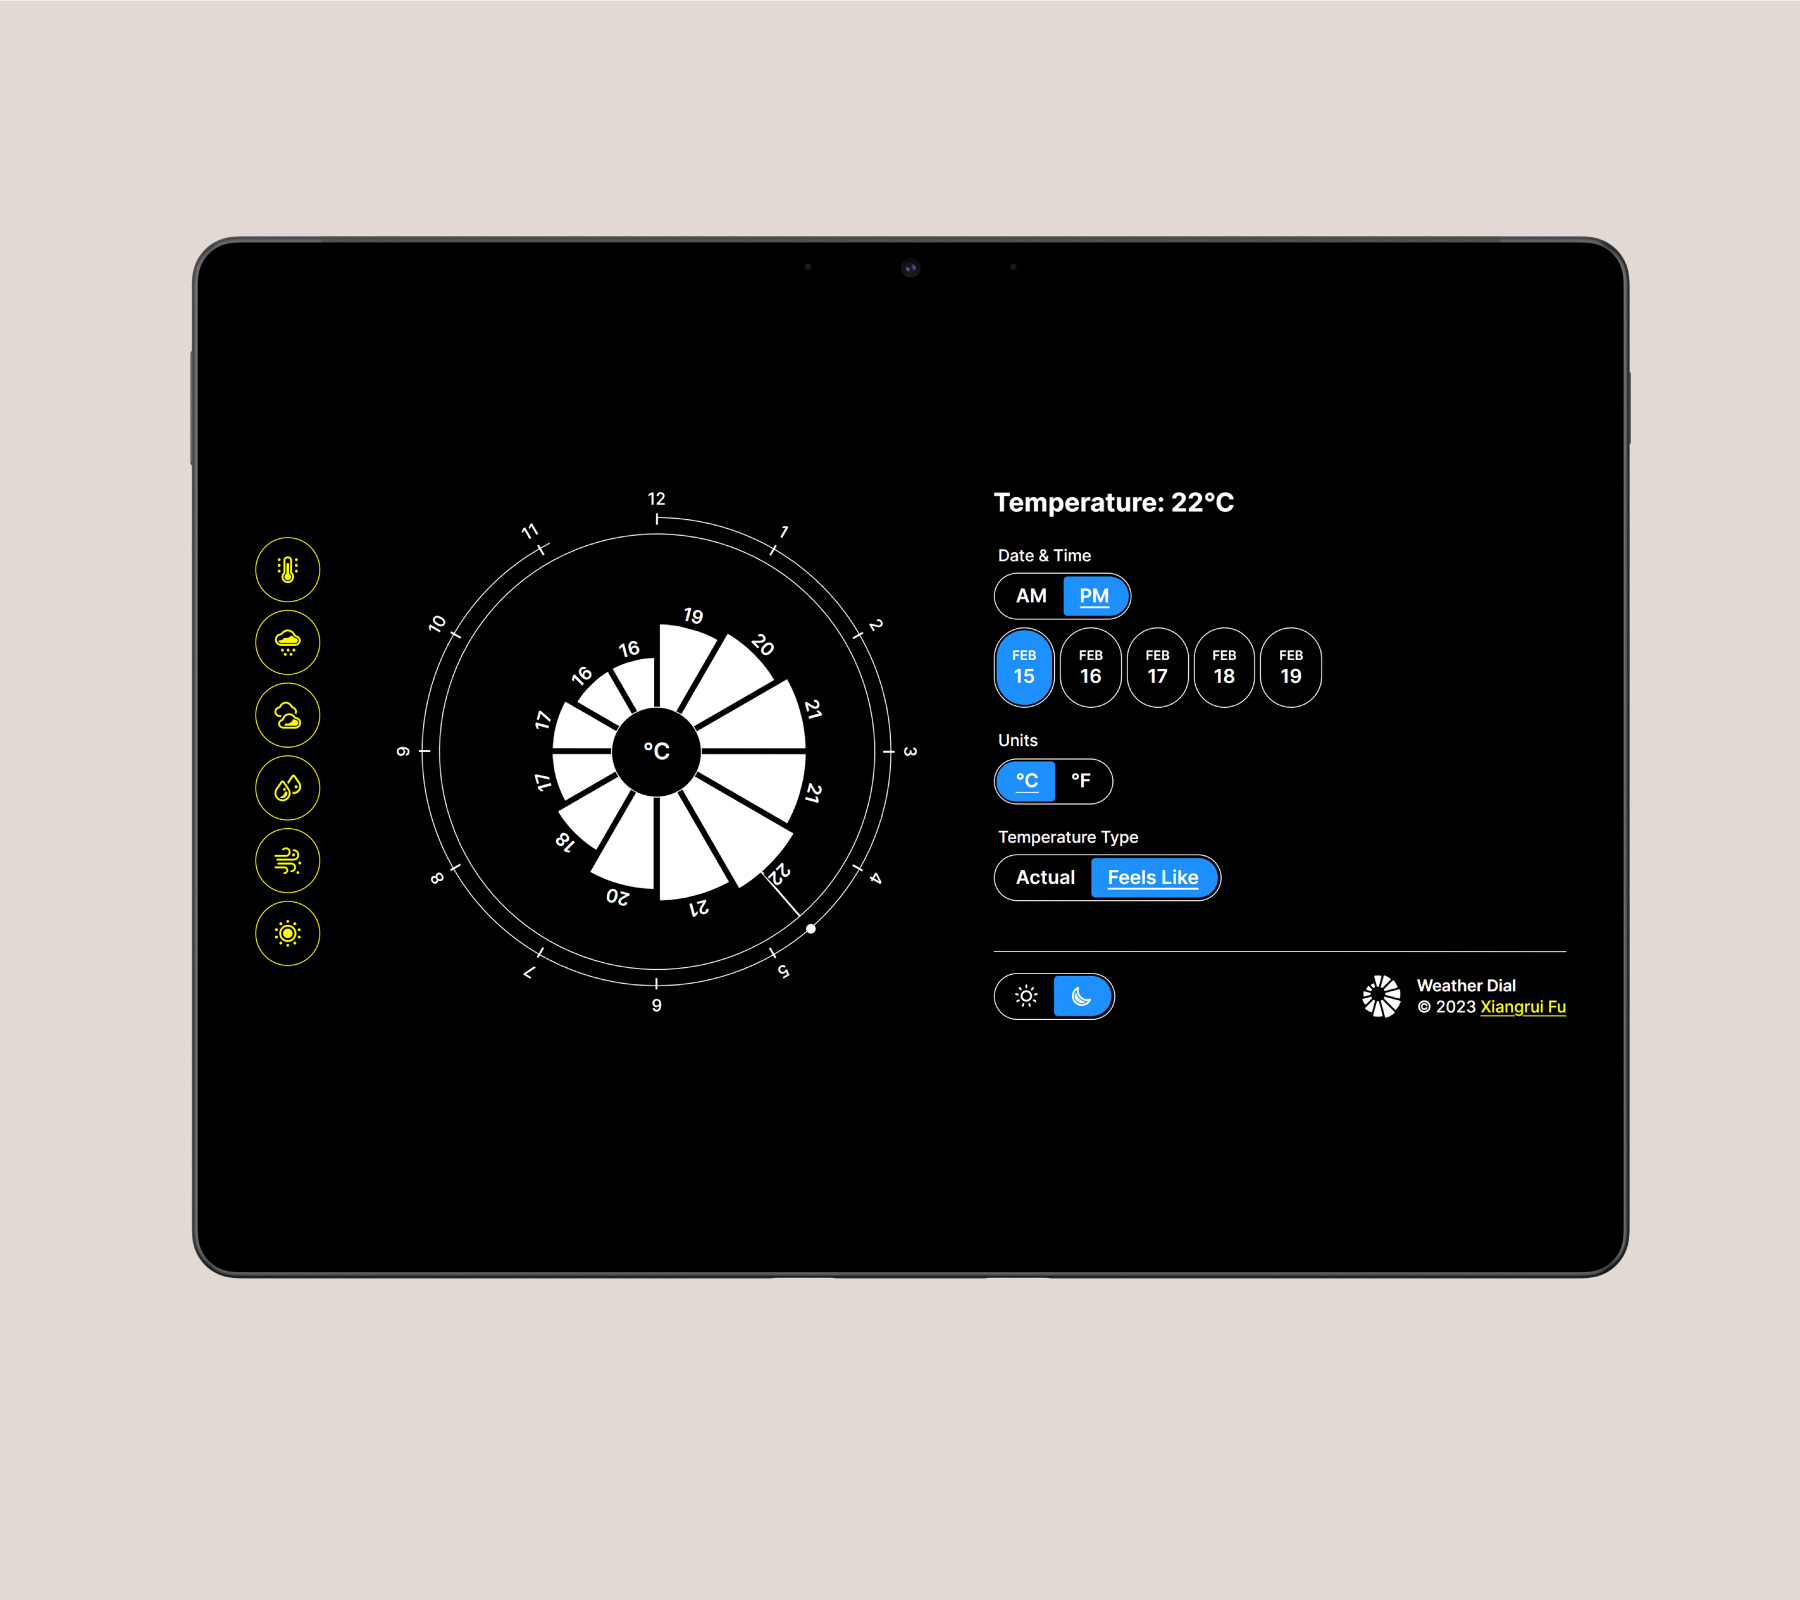 12
1
2
3
4
5
6
7
8
9
10
11
19
20
21
21
22
21
20
18
17
17
16
16
°C
Temperature: 22°C
Date & Time
AM PM
FEB 15
FEB 16
FEB 17
FEB 18
FEB 19
Units
°C °F
Temperature Type
Actual Feels Like
Weather Dial
© 2023 Xiangrui Fu